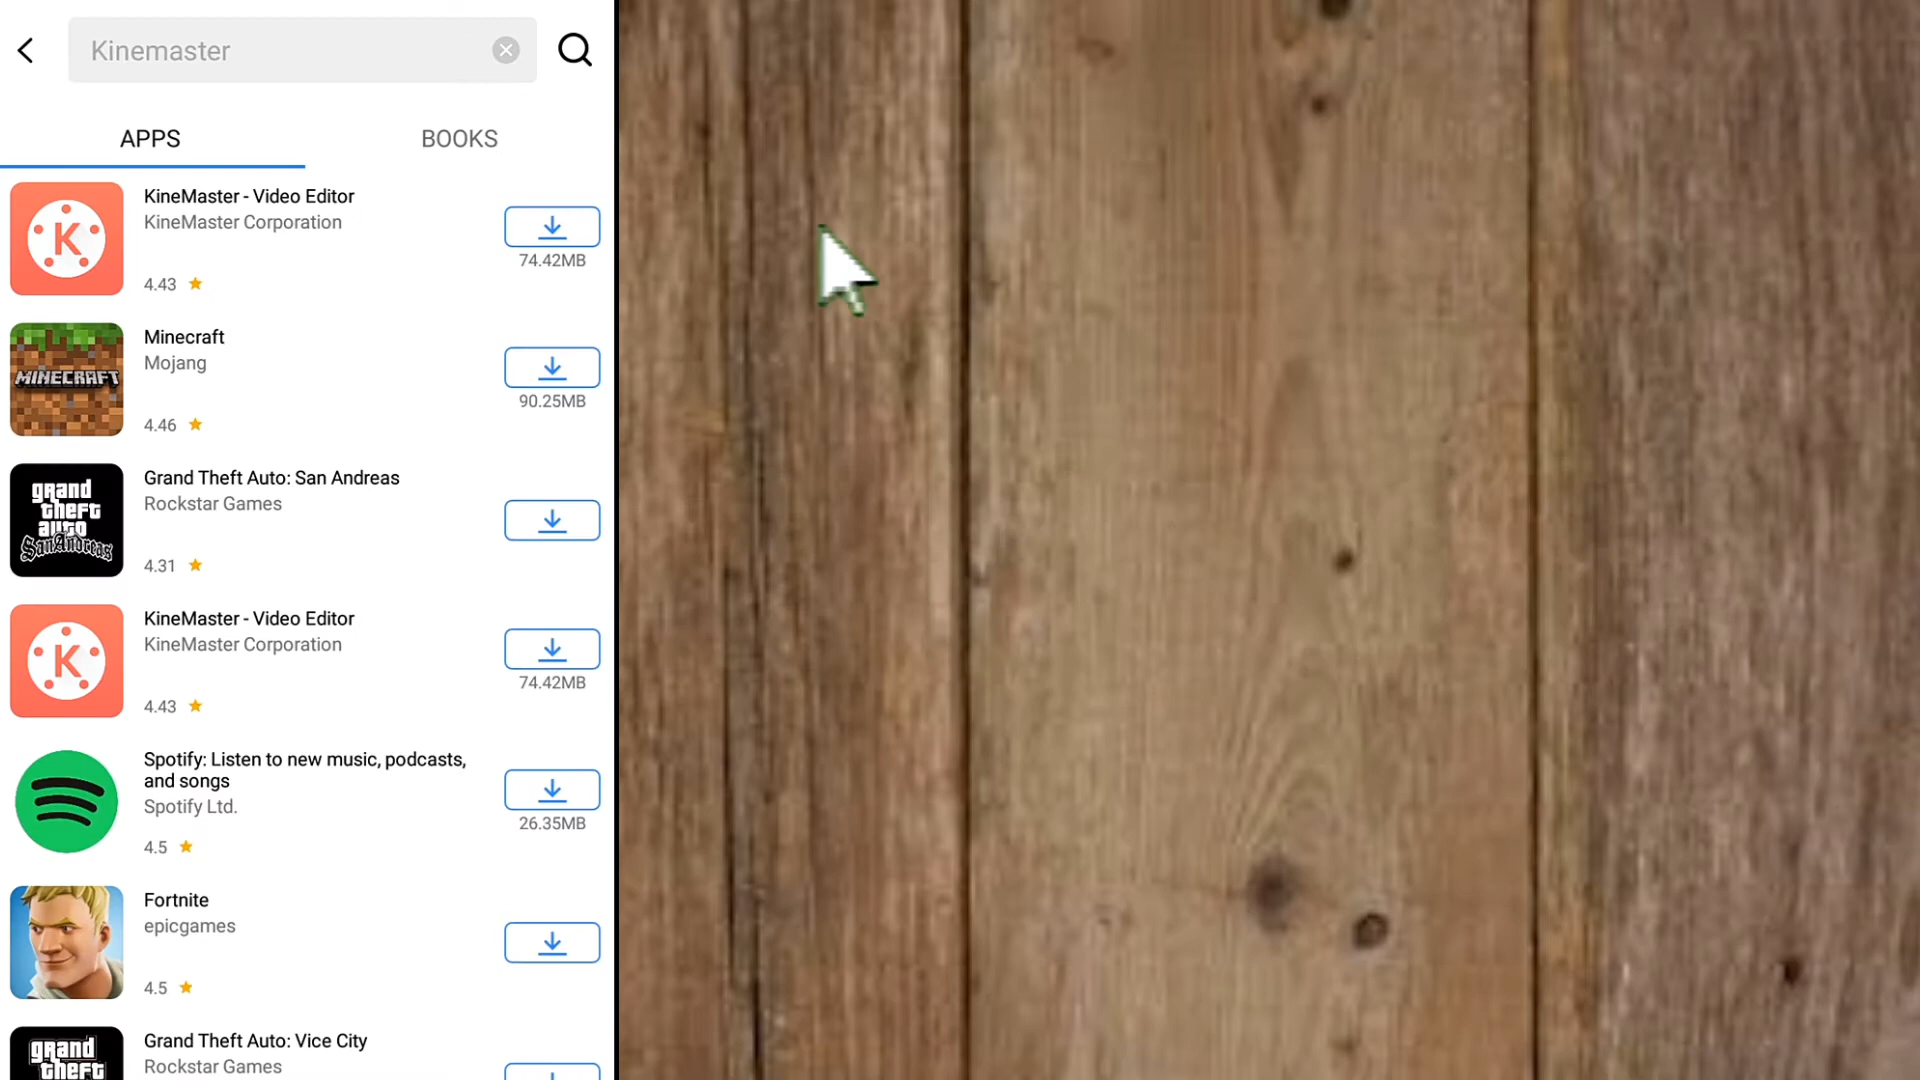 Kinemaster
APPS
BOOKS
KineMaster - Video Editor
KineMaster Corporation
74.42MB
4.43
MINECRAFT
Minecraft
Mojang
90.25MB
4.46
grand
theft
auto
San Andreas
Grand Theft Auto: San Andreas
Rockstar Games
4.31
K
KineMaster - Video Editor
KineMaster Corporation
74.42MB
4.43
K
Spotify: Listen to new music, podcasts,
and songs
Spotify Ltd.
26.35MB
4.5
Fortnite
epicgames
4.5
grand
theft
Grand Theft Auto: Vice City
Rockstar Games